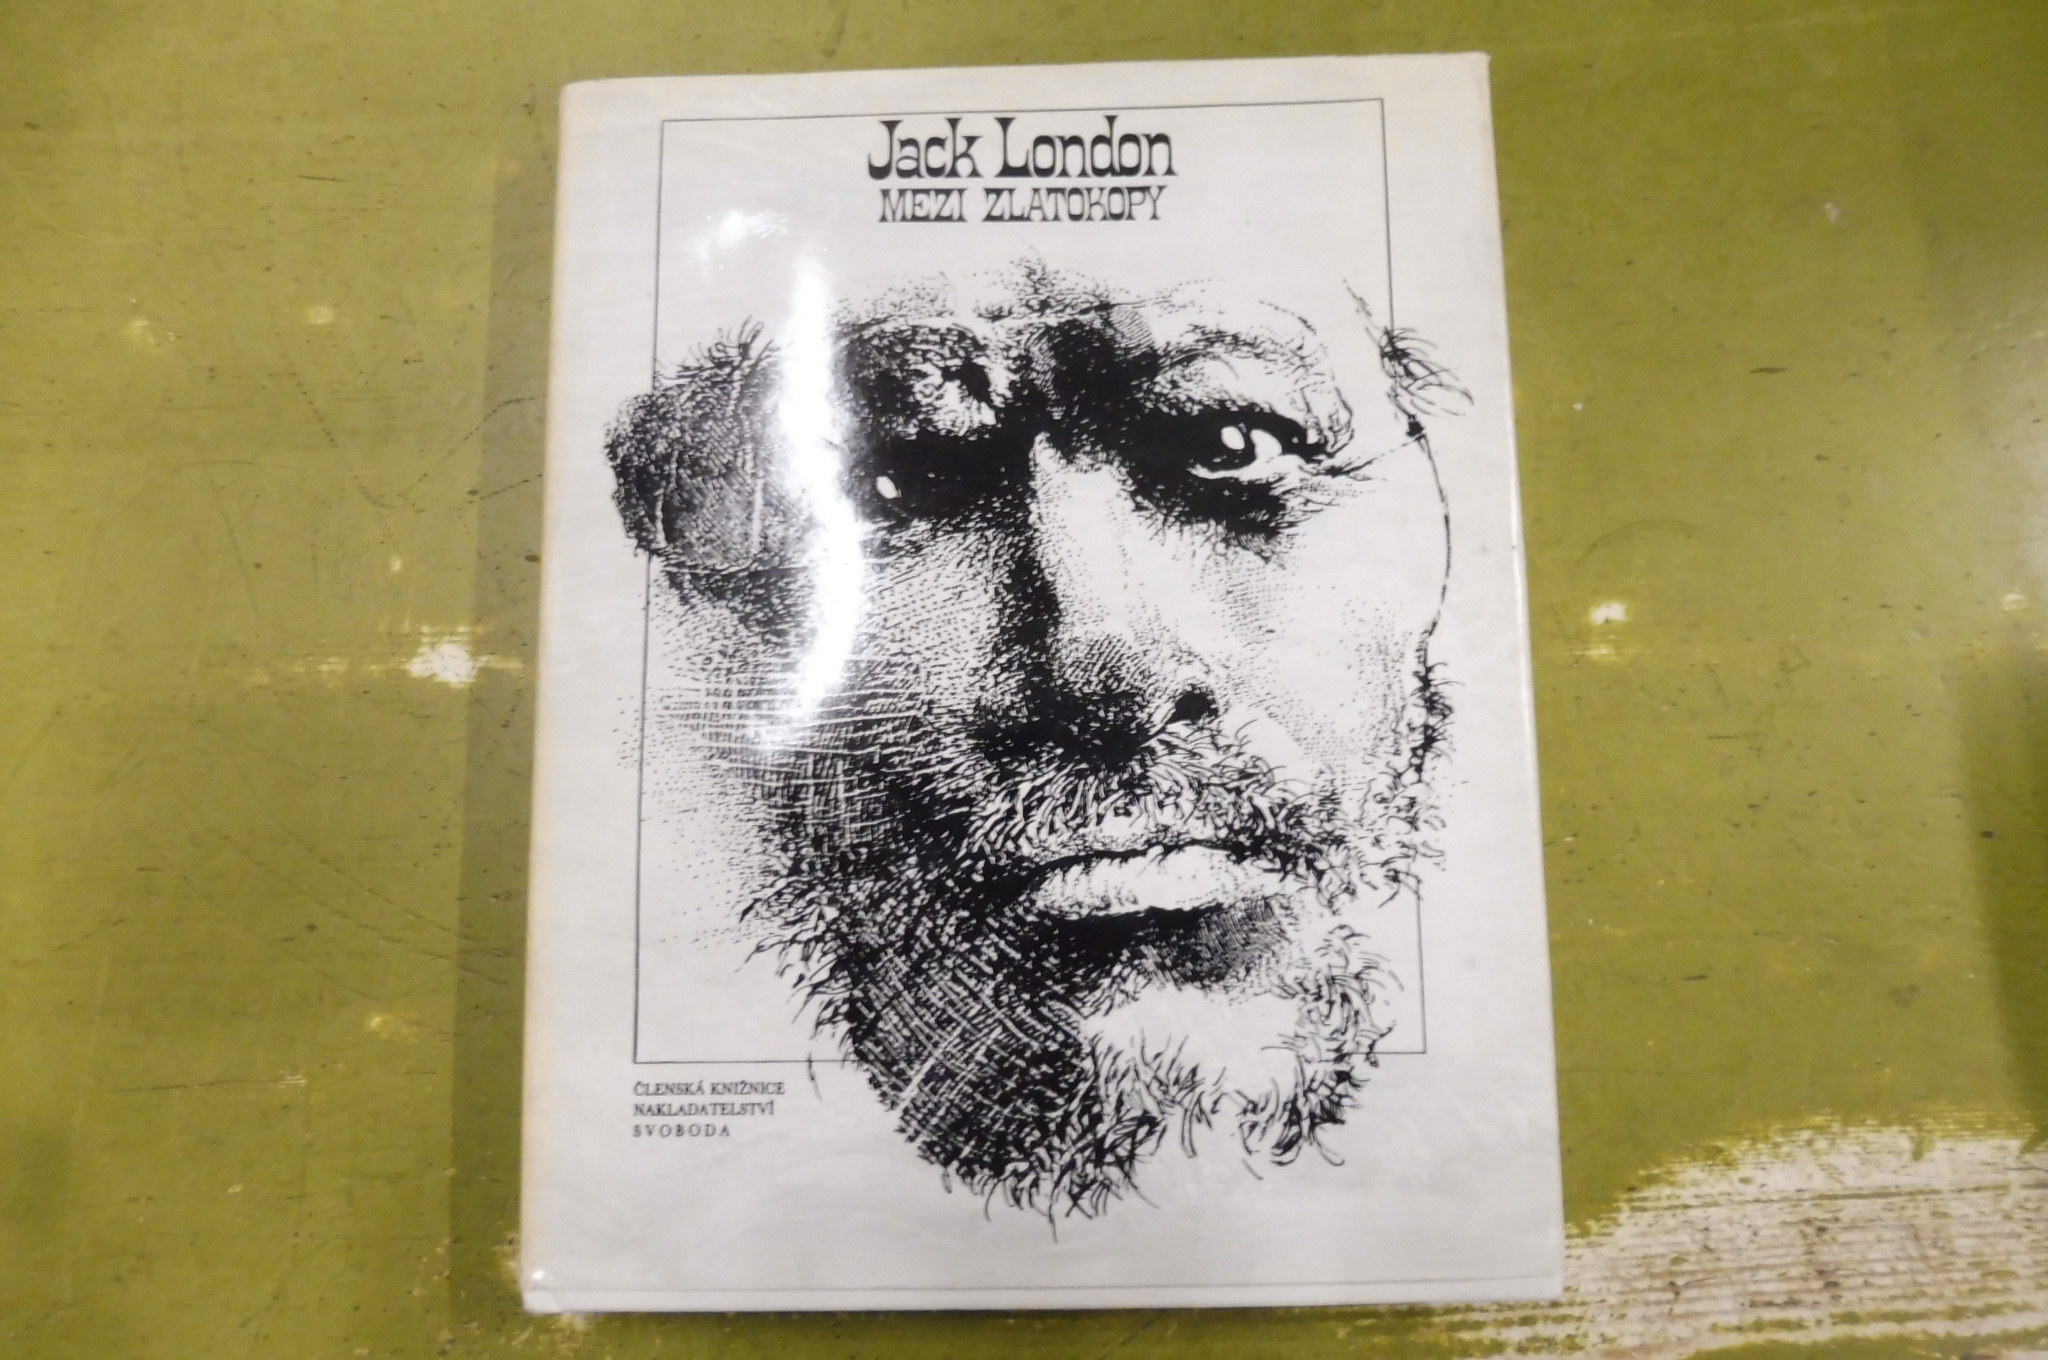 Jack London
MEZI ZLATOKOPY
ČLENSKÁ KNIŽNICE
NAKLADATELSTVÍ
SVOBODA